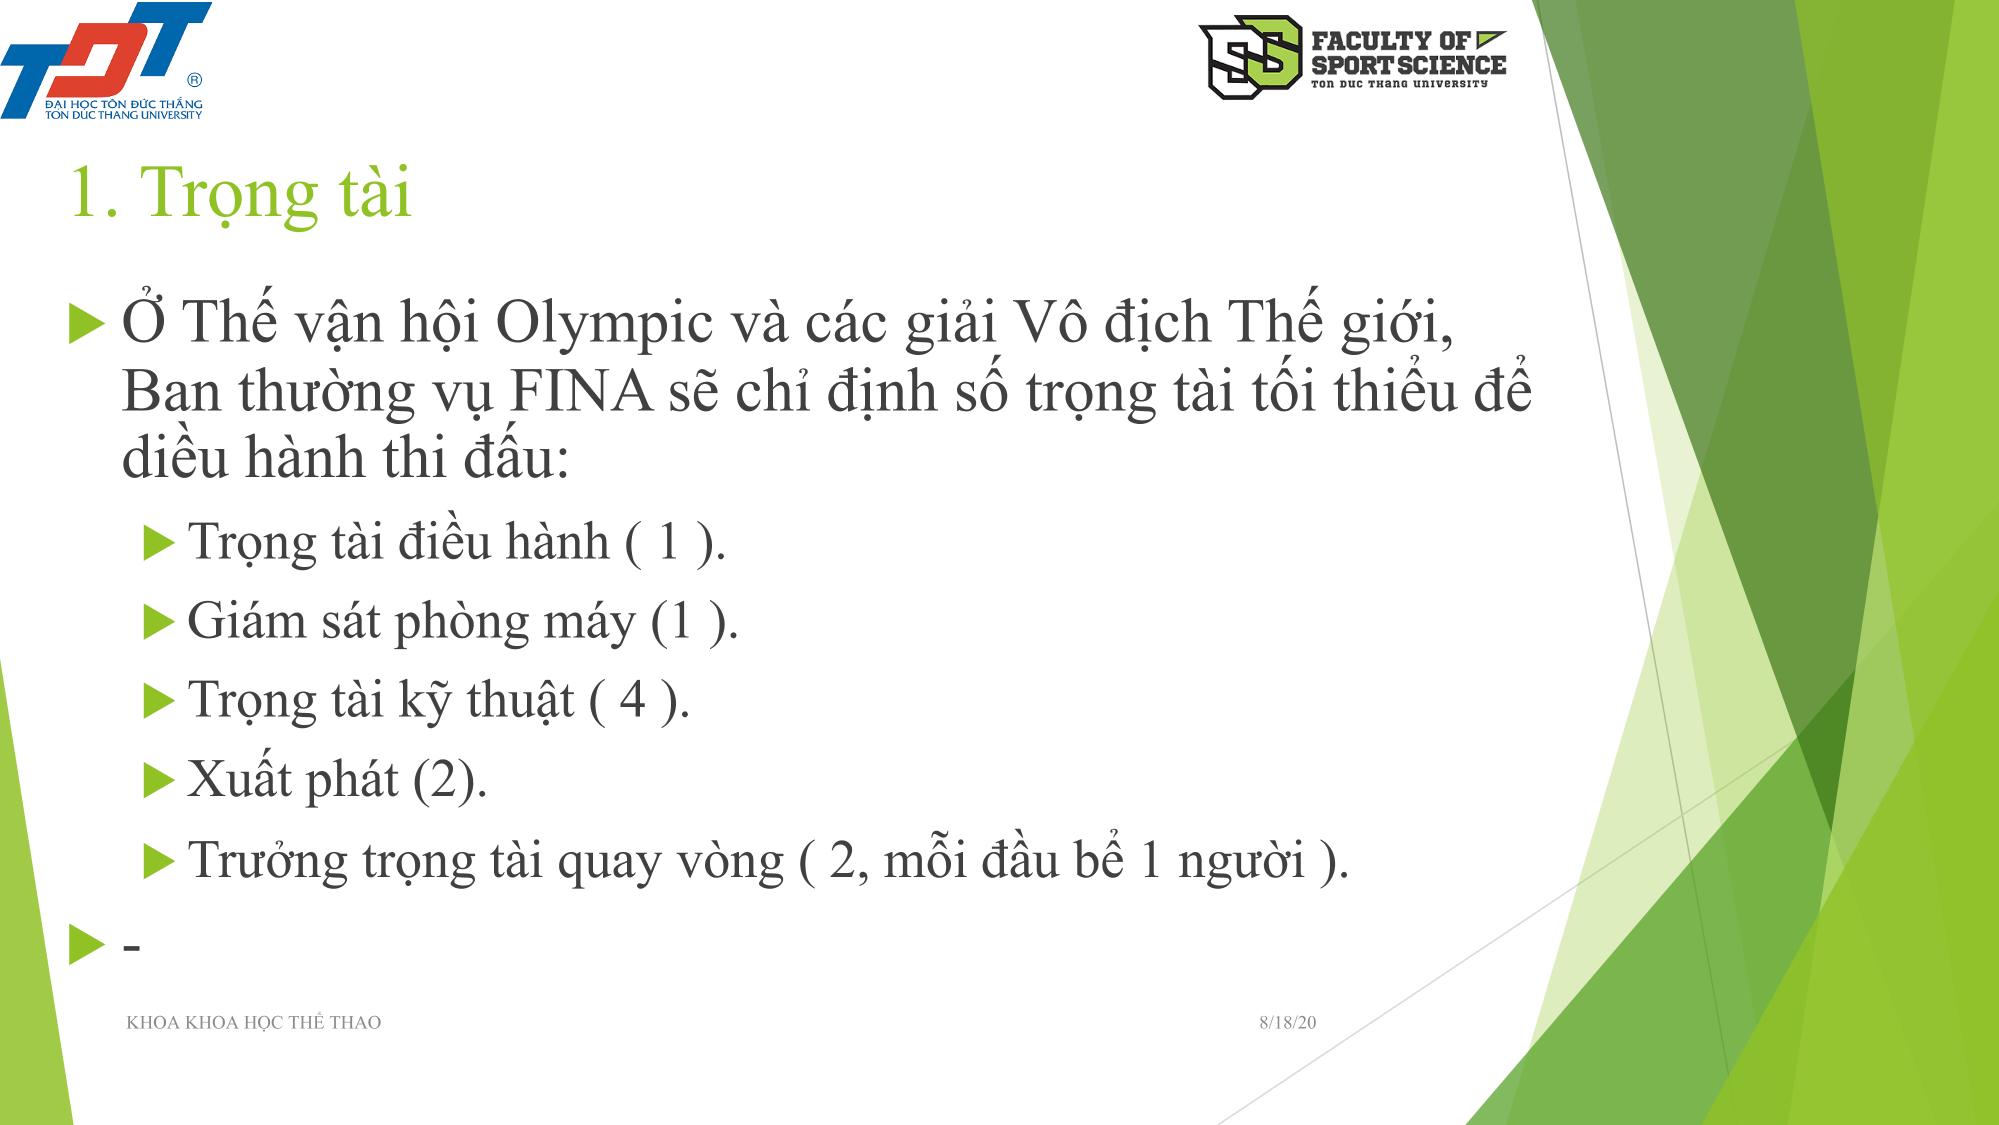 TDT
®
ĐẠI HỌC TÔN ĐỨC THẮNG
TON DUC THANG UNIVERSITY
SS
FACULTY OF
SPORT SCIENCE
TON DUC THANG UNIVERSITY
1. Trọng tài
Ở Thế vận hội Olympic và các giải Vô địch Thế giới,
Ban thường vụ FINA sẽ chỉ định số trọng tài tối thiểu để
diều hành thi đấu:
Trọng tài điều hành ( 1 ).
Giám sát phòng máy (1 ).
Trọng tài kỹ thuật ( 4 ).
Xuất phát (2).
Trưởng trọng tài quay vòng ( 2, mỗi đầu bể 1 người ).
-
KHOA KHOA HỌC THỂ THAO
8/18/20